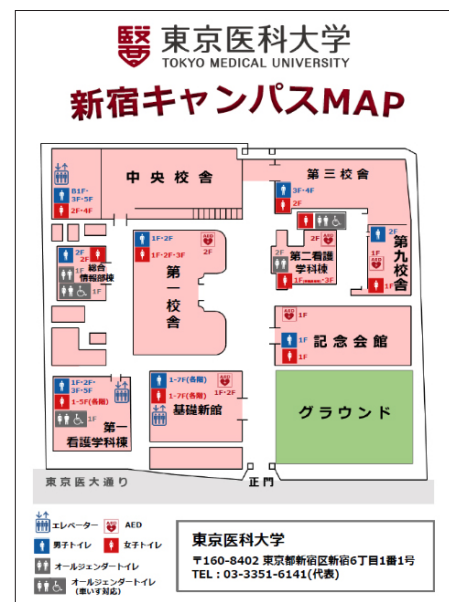 東京医科大学
TOKYO MEDICAL UNIVERSITY
新宿キャンパスMAP
中央校舎
B1F・
3F・5F
2F・4F
第三校舎
3F・4F
2F
1F・2F
1F・2F・3F
AED
2F
第一校舎
2F
2F
総合
情報部棟
1F
第二看護
学科棟
2F
2F
AED
1F
1F
第九校舎
AED
1F
記念会館
1F
1F
1F・2F・
3F・5F
1-5F(各階)
1F
第一
看護学科棟
1-7F(各階)
1-7F(各階)
AED
1F・2F
基礎新館
グラウンド
東京医大通り
正門
エレベーター
AED
男子トイレ
女子トイレ
オールジェンダートイレ
オールジェンダートイレ
(車いす対応)
東京医科大学
〒160-8402 東京都新宿区新宿6丁目1番1号
TEL:03-3351-6141(代表)